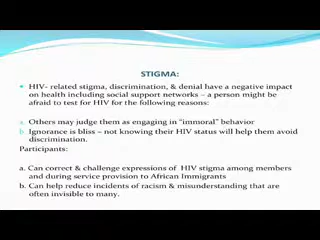 STIGMA:
HIV- related stigma, discrimination, & denial have a negative impact
on health including social support networks – a person might be
afraid to test for HIV for the following reasons:
a. Others may judge them as engaging in “immoral” behavior
b. Ignorance is bliss – not knowing their HIV status will help them avoid
discrimination.
Participants:
a. Can correct & challenge expressions of HIV stigma among members
and during service provision to African Immigrants
b. Can help reduce incidents of racism & misunderstanding that are
often invisible to many.